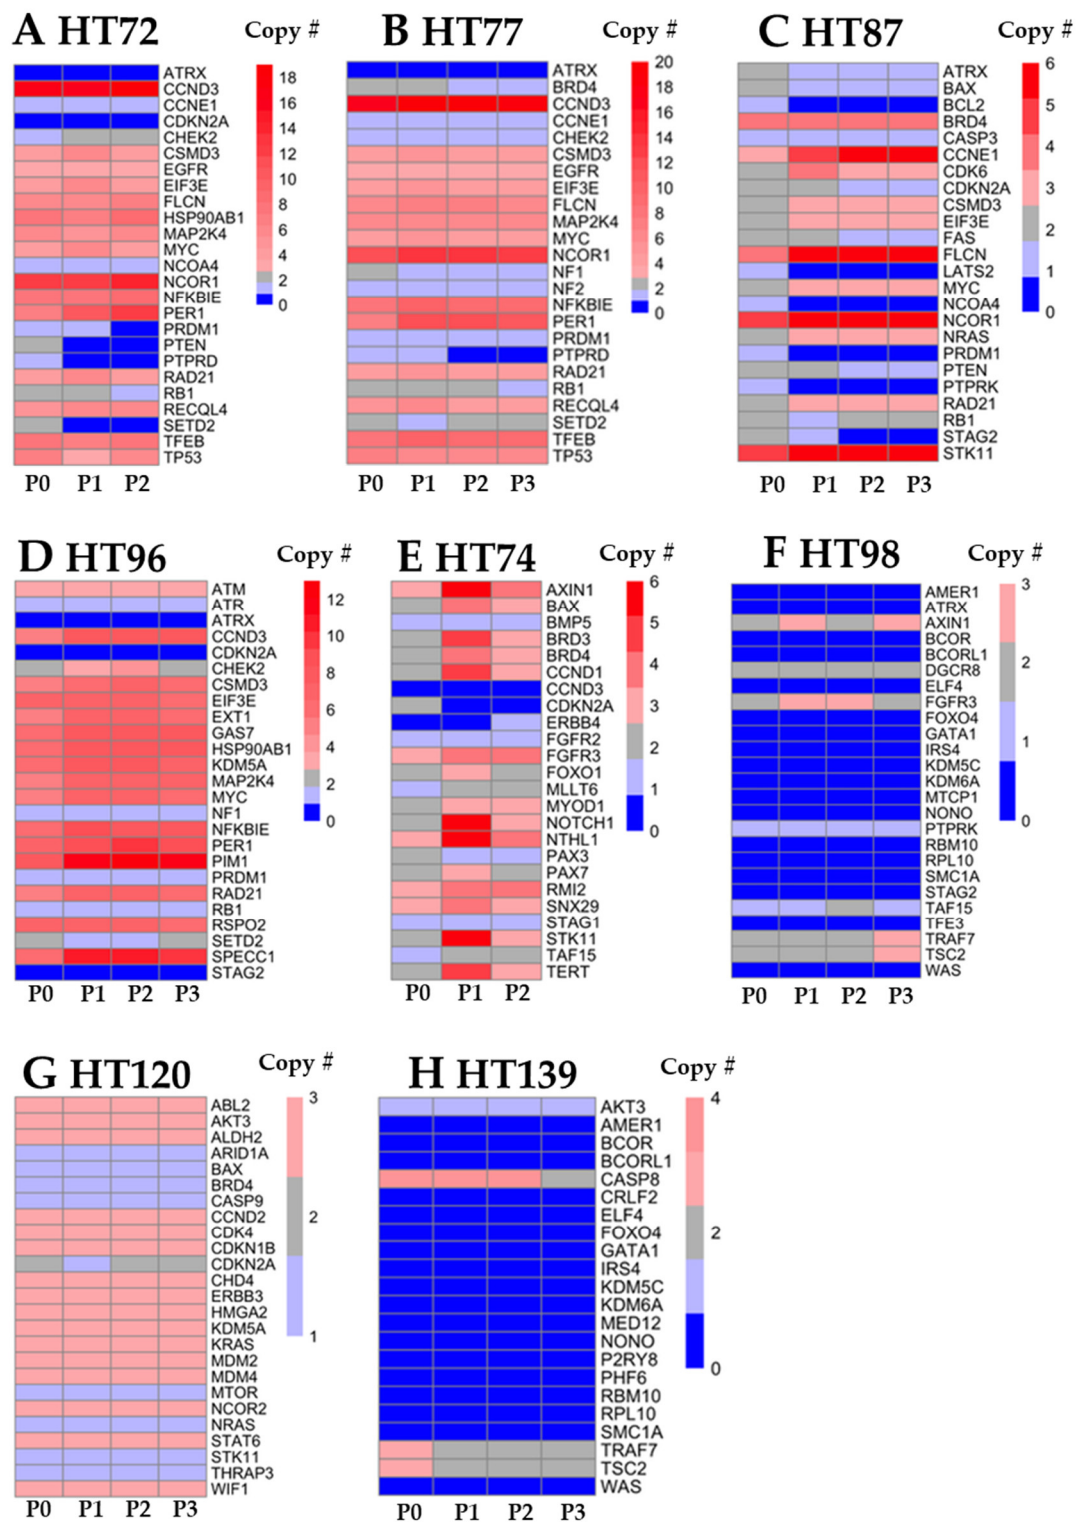 A HT72
Copy #
ATRX
CCND3
CCNE1
CDKN2A
CHEK2
CSMD3
EGFR
EIF3E
FLCN
HSP90AB1
MAP2K4
MYC
NCOA4
NCOR1
NFKBIE
PER1
PRDM1
PTEN
PTPRD
RAD21
RB1
RECQL4
SETD2
TFEB
TP53
18
16
14
12
10
8
6
4
2
0
P0 P1 P2
B HT77
Copy #
ATRX
BRD4
CCND3
CCNE1
CHEK2
CSMD3
EGFR
EIF3E
FLCN
MAP2K4
MYC
NCOR1
NF1
NF2
NFKBIE
PER1
PRDM1
PTPRD
RAD21
RB1
RECQL4
SETD2
TFEB
TP53
20
18
16
14
12
10
8
6
4
2
0
P0 P1 P2 P3
C HT87
Copy #
ATRX
BAX
BCL2
BRD4
CASP3
CCNE1
CDK6
CDKN2A
CSMD3
EIF3E
FAS
FLCN
LATS2
MYC
NCOA4
NCOR1
NRAS
PRDM1
PTEN
PTPRK
RAD21
RB1
STAG2
STK11
6
5
4
3
2
1
0
P0 P1 P2 P3
D HT96
Copy #
ATM
ATR
ATRX
CCND3
CDKN2A
CHEK2
CSMD3
EIF3E
EXT1
GAS7
HSP90AB1
KDM5A
MAP2K4
MYC
NF1
NFKBIE
PER1
PIM1
PRDM1
RAD21
RB1
RSPO2
SETD2
SPECC1
STAG2
12
10
8
6
4
2
0
P0 P1 P2 P3
E HT74
Copy #
AXIN1
BAX
BMP5
BRD3
BRD4
CCND1
CCND3
CDKN2A
ERBB4
FGFR2
FGFR3
FOXO1
MLLT6
MYOD1
NOTCH1
NTHL1
PAX3
PAX7
RMI2
SNX29
STAG1
STK11
TAF15
TERT
6
5
4
3
2
1
0
P0 P1 P2
F HT98
Copy #
AMER1
ATRX
AXIN1
BCOR
BCORL1
DGCR8
ELF4
FGFR3
FOXO4
GATA1
IRS4
KDM5C
KDM6A
MTCP1
NONO
PTPRK
RBM10
RPL10
SMC1A
STAG2
TAF15
TFE3
TRAF7
TSC2
WAS
3
2
1
0
P0 P1 P2 P3
G HT120
Copy #
ABL2
AKT3
ALDH2
ARID1A
BAX
BRD4
CASP9
CCND2
CDK4
CDKN1B
CDKN2A
CHD4
ERBB3
HMGA2
KDM5A
KRAS
MDM2
MDM4
MTOR
NCOR2
NRAS
STAT6
STK11
THRAP3
WIF1
3
2
1
P0 P1 P2 P3
H HT139
Copy #
AKT3
AMER1
BCOR
BCORL1
CASP8
CRLF2
ELF4
FOXO4
GATA1
IRS4
KDM5C
KDM6A
MED12
NONO
P2RY8
PHF6
RBM10
RPL10
SMC1A
TRAF7
TSC2
WAS
4
2
0
P0 P1 P2 P3